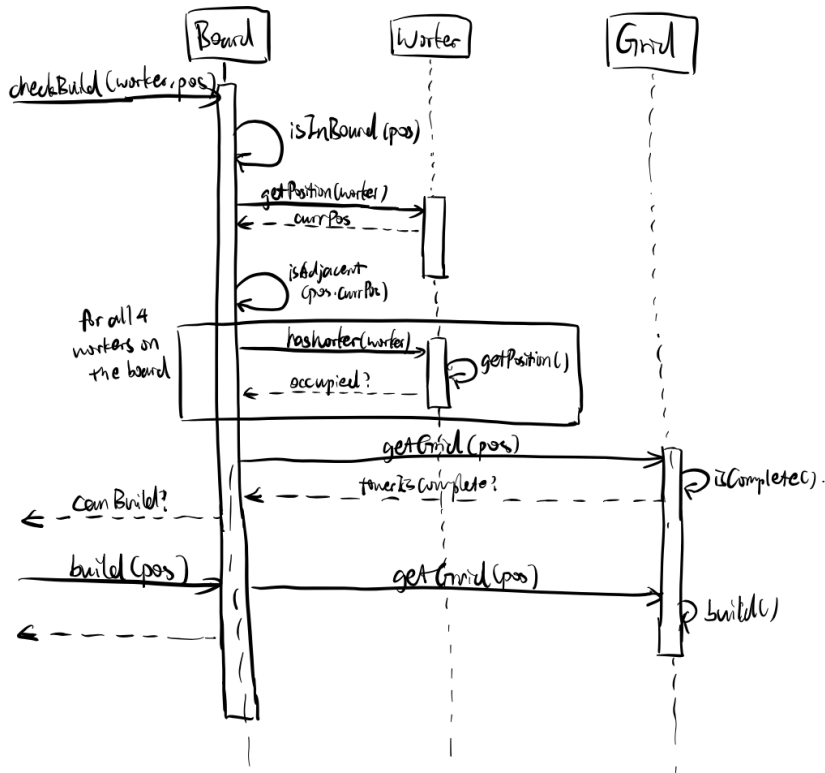 Board
Worker
Grid
checkBuild(worker,pos)
isInBound(pos)
getPosition(worker)
currPos
isAdjacent
(pos.currPos)
for all 4
workers on
the board
hasWorker(worker)
getPosition()
occupied?
getGrid(pos)
isComplete().
towerIsComplete?
canBuild?
build(pos)
getGrid(pos)
build()